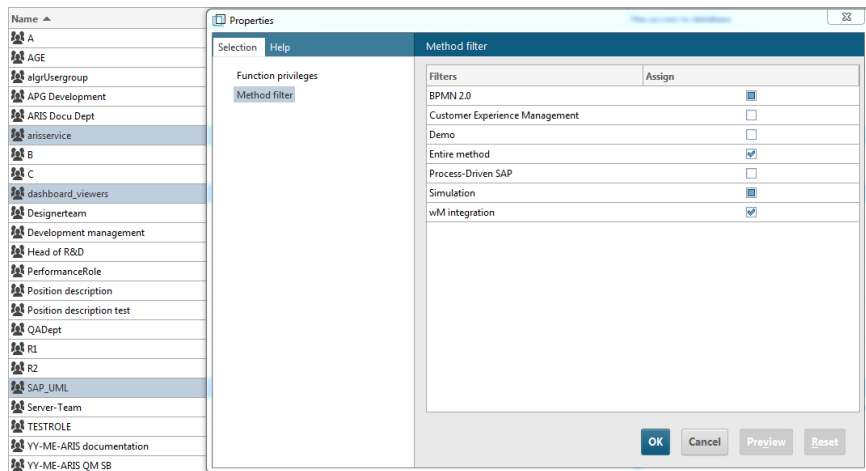 Name
A
AGE
algrUsergroup
APG Development
ARIS Docu Dept
arisservice
B
C
dashboard_viewers
Designerteam
Development management
Head of R&D
PerformanceRole
Position description
Position description test
QADept
R1
R2
SAP_UML
Server-Team
TESTROLE
YY-ME-ARIS documentation
YY-ME-ARIS QM SB
Properties
Selection Help
Function privileges
Method filter
Method filter
Filters Assign
BPMN 2.0
Customer Experience Management
Demo
Entire method
Process-Driven SAP
Simulation
wM integration
OK Cancel Preview Reset